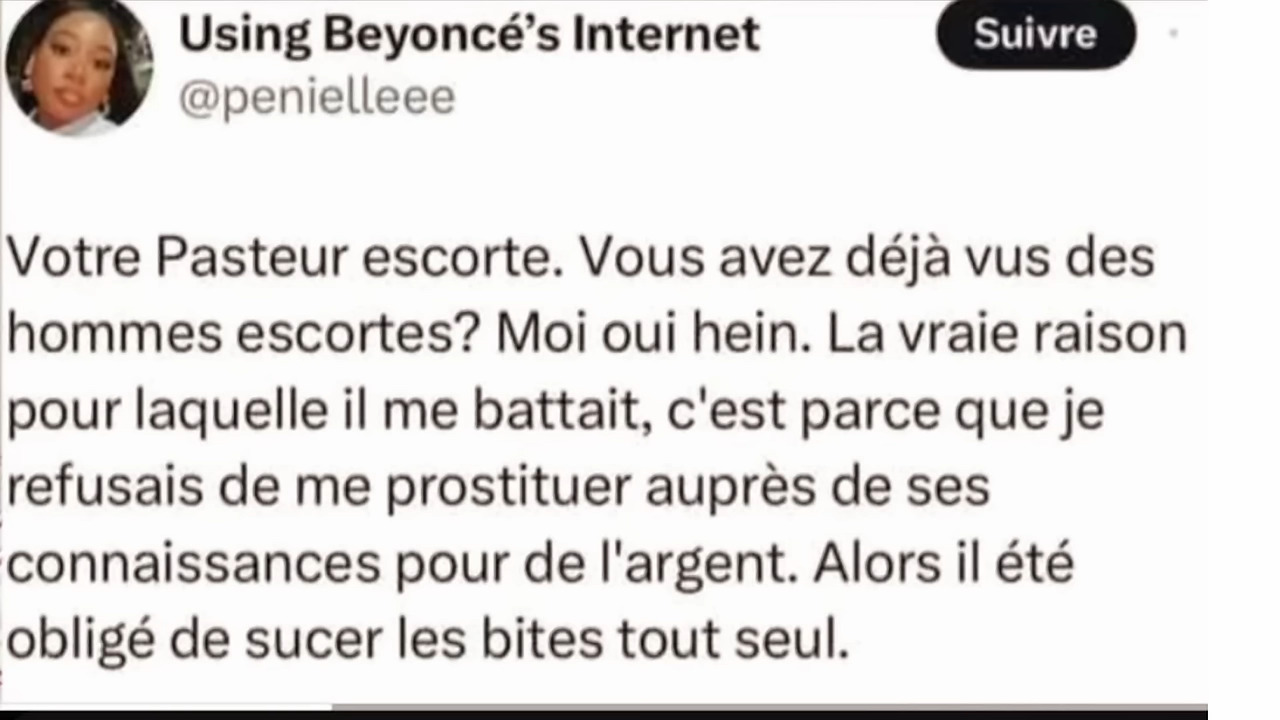 Using Beyoncé’s Internet
Suivre
@penielleee
Votre Pasteur escorte. Vous avez déjà vus des
hommes escortes? Moi oui hein. La vraie raison
pour laquelle il me battait, c'est parce que je
refusais de me prostituer auprès de ses
connaissances pour de l'argent. Alors il été
obligé de sucer les bites tout seul.